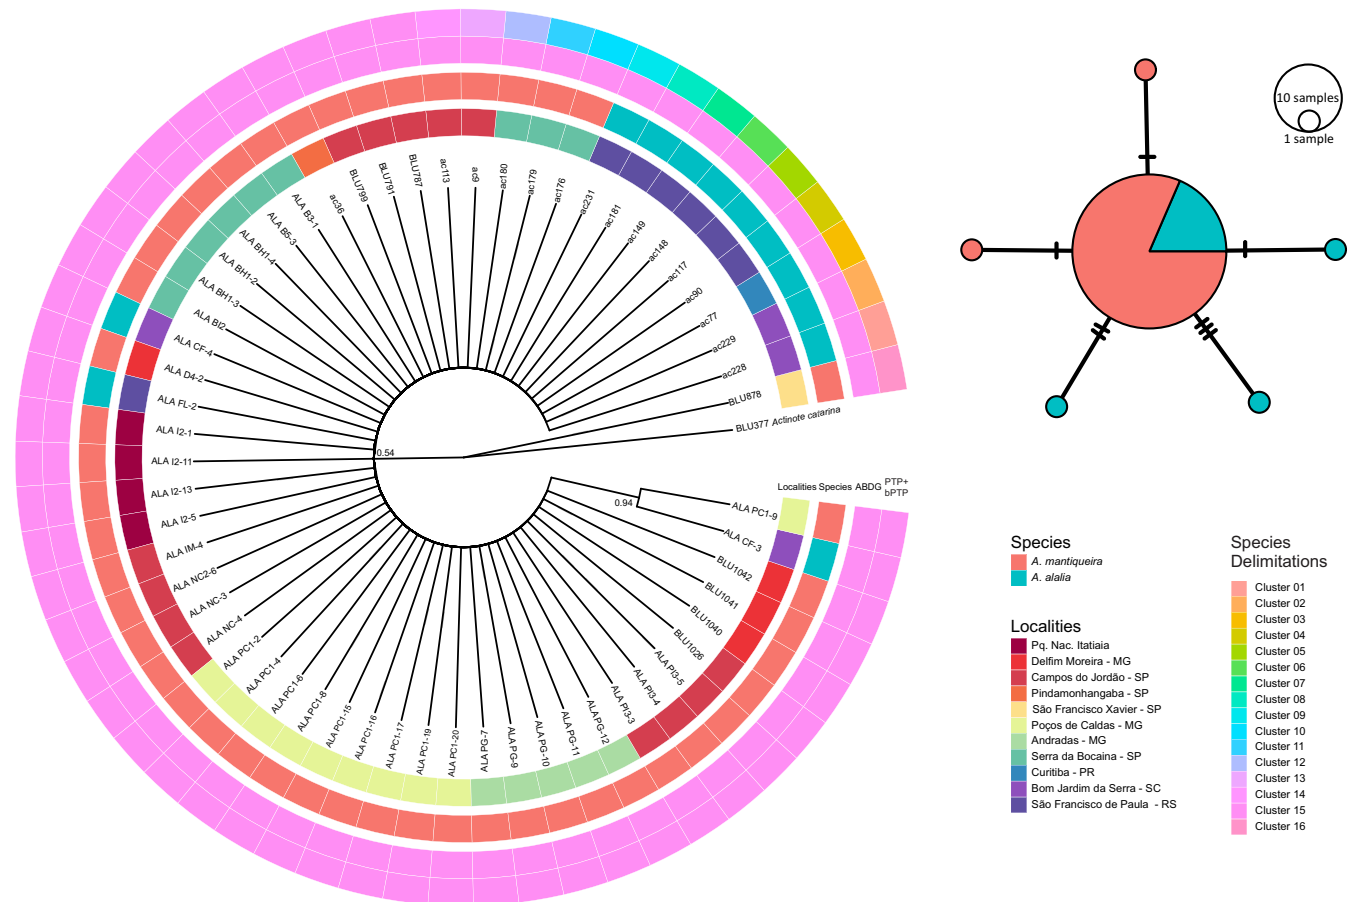 ALA B3-1
ac36
BLU799
BLU791
BLU787
ac113
ac9
ac180
ac179
ac176
ac231
ac181
ac149
ac148
ac117
ac90
ac77
ac229
ac228
BLU878
BLU377 Actinote catarina
ALA B5-3
ALA BH1-4
ALA BH1-2
ALA BH1-3
ALA BI2
ALA CF-4
ALA D4-2
ALA FL-2
ALA I2-1
ALA I2-11
ALA I2-13
ALA I2-5
ALA IM-4
ALA NC2-6
ALA NC-3
ALA NC-4
ALA PC1-2
ALA PC1-4
ALA PC1-6
ALA PC1-8
ALA PC1-15
ALA PC1-16
ALA PC1-17
ALA PC1-19
ALA PC1-20
ALA PG-7
ALA PG-9
ALA PG-10
ALA PG-11
ALA PG-12
ALA PI3-3
ALA PI3-4
ALA PI3-5
BLU1026
BLU1040
BLU1041
BLU1042
ALA CF-3
ALA PC1-9
0.54
0.94
Localities Species ABDG PTP+
bPTP
10 samples
1 sample
Species
A. mantiqueira
A. alalia
Localities
Pq. Nac. Itatiaia
Delfim Moreira - MG
Campos do Jordão - SP
Pindamonhangaba - SP
São Francisco Xavier - SP
Poços de Caldas - MG
Andradas - MG
Serra da Bocaina - SP
Curitiba - PR
Bom Jardim da Serra - SC
São Francisco de Paula - RS
Species
Delimitations
Cluster 01
Cluster 02
Cluster 03
Cluster 04
Cluster 05
Cluster 06
Cluster 07
Cluster 08
Cluster 09
Cluster 10
Cluster 11
Cluster 12
Cluster 13
Cluster 14
Cluster 15
Cluster 16